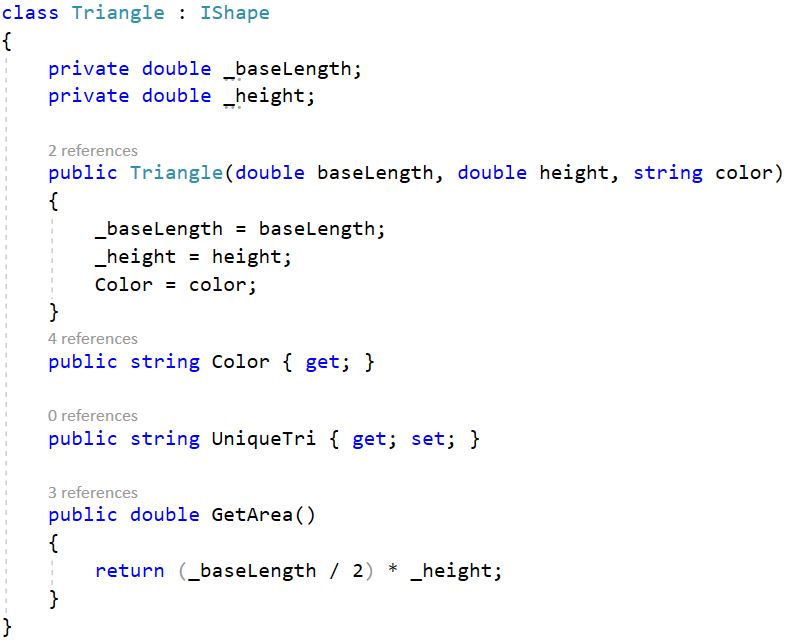 class Triangle : IShape
{
    private double _baseLength;
    private double _height;

    2 references
    public Triangle(double baseLength, double height, string color)
    {
        _baseLength = baseLength;
        _height = height;
        Color = color;
    }
    4 references
    public string Color { get; }

    0 references
    public string UniqueTri { get; set; }

    3 references
    public double GetArea()
    {
        return (_baseLength / 2) * _height;
    }
}